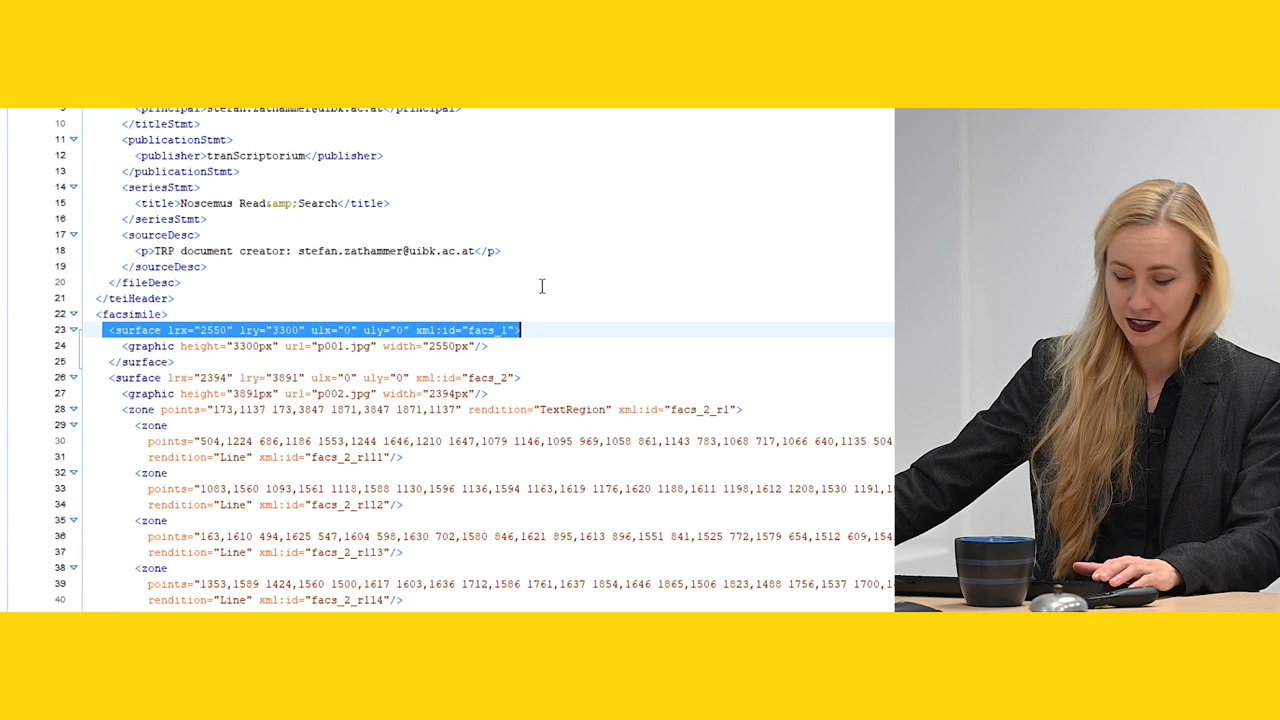 <principal>stefan.zathammer@uibk.ac.at</principal>
10 </titleStmt>
11 <publicationStmt>
12 <publisher>tranScriptorium</publisher>
13 </publicationStmt>
14 <seriesStmt>
15 <title>Noscemus Read&amp;Search</title>
16 </seriesStmt>
17 <sourceDesc>
18 <p>TRP document creator: stefan.zathammer@uibk.ac.at</p>
19 </sourceDesc>
20 </fileDesc>
21 </teiHeader>
22 <facsimile>
23 <surface lrx="2550" lry="3300" ulx="0" uly="0" xml:id="facs_1">
24 <graphic height="3300px" url="p001.jpg" width="2550px"/>
25 </surface>
26 <surface lrx="2394" lry="3891" ulx="0" uly="0" xml:id="facs_2">
27 <graphic height="3891px" url="p002.jpg" width="2394px"/>
28 <zone points="173,1137 173,3847 1871,3847 1871,1137" rendition="TextRegion" xml:id="facs_2_r1">
29 <zone
30 points="504,1224 686,1186 1553,1244 1646,1210 1647,1079 1146,1095 969,1058 861,1143 783,1068 717,1066 640,1135 504
31 rendition="Line" xml:id="facs_2_r1l1"/>
32 <zone
33 points="1083,1560 1093,1561 1118,1588 1130,1596 1136,1594 1163,1619 1176,1620 1188,1611 1198,1612 1208,1530 1191,1
34 rendition="Line" xml:id="facs_2_r1l2"/>
35 <zone
36 points="163,1610 494,1625 547,1604 598,1630 702,1580 846,1621 895,1613 896,1551 841,1525 772,1579 654,1512 609,154
37 rendition="Line" xml:id="facs_2_r1l3"/>
38 <zone
39 points="1353,1589 1424,1560 1500,1617 1603,1636 1712,1586 1761,1637 1854,1646 1865,1506 1823,1488 1756,1537 1700,1
40 rendition="Line" xml:id="facs_2_r1l4"/>